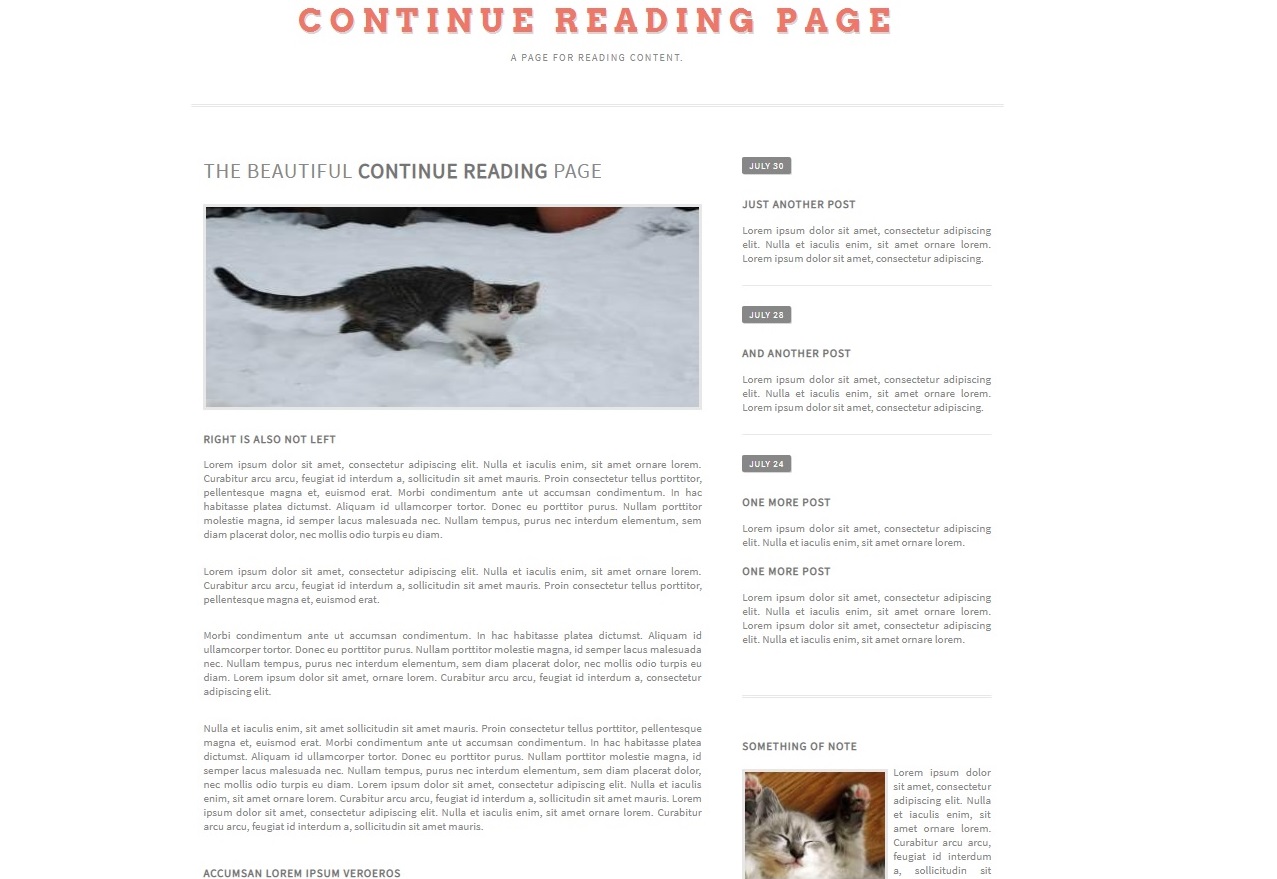 CONTINUE READING PAGE
A PAGE FOR READING CONTENT.
THE BEAUTIFUL CONTINUE READING PAGE
RIGHT IS ALSO NOT LEFT
Lorem ipsum dolor sit amet, consectetur adipiscing elit. Nulla et iaculis enim, sit amet ornare lorem.
Curabitur arcu arcu, feugiat id interdum a, sollicitudin sit amet mauris. Proin consectetur tellus porttitor,
pellentesque magna et, euismod erat. Morbi condimentum ante ut accumsan condimentum. In hac
habitasse platea dictumst. Aliquam id ullamcorper tortor. Donec eu porttitor purus. Nullam porttitor
molestie magna, id semper lacus malesuada nec. Nullam tempus, purus nec interdum elementum, sem
diam placerat dolor, nec mollis odio turpis eu diam.
Lorem ipsum dolor sit amet, consectetur adipiscing elit. Nulla et iaculis enim, sit amet ornare lorem.
Curabitur arcu arcu, feugiat id interdum a, sollicitudin sit amet mauris. Proin consectetur tellus porttitor,
pellentesque magna et, euismod erat.
Morbi condimentum ante ut accumsan condimentum. In hac habitasse platea dictumst. Aliquam id
ullamcorper tortor. Donec eu porttitor purus. Nullam porttitor molestie magna, id semper lacus malesuada
nec. Nullam tempus, purus nec interdum elementum, sem diam placerat dolor, nec mollis odio turpis eu
diam. Lorem ipsum dolor sit amet, ornare lorem. Curabitur arcu arcu, feugiat id interdum a, consectetur
adipiscing elit.
Nulla et iaculis enim, sit amet sollicitudin sit amet mauris. Proin consectetur tellus porttitor, pellentesque
magna et, euismod erat. Morbi condimentum ante ut accumsan condimentum. In hac habitasse platea
dictumst. Aliquam id ullamcorper tortor. Donec eu porttitor purus. Nullam porttitor molestie magna, id
semper lacus malesuada nec. Nullam tempus, purus nec interdum elementum, sem diam placerat dolor,
nec mollis odio turpis eu diam. Lorem ipsum dolor sit amet, consectetur adipiscing elit. Nulla et iaculis
enim, sit amet ornare lorem. Curabitur arcu arcu, feugiat id interdum a, sollicitudin sit amet mauris. Lorem
ipsum dolor sit amet, consectetur adipiscing elit. Nulla et iaculis enim, sit amet ornare lorem. Curabitur
arcu arcu, feugiat id interdum a, sollicitudin sit amet mauris.
ACCUMSAN LOREM IPSUM VEROEROS
JULY 30
JUST ANOTHER POST
Lorem ipsum dolor sit amet, consectetur adipiscing
elit. Nulla et iaculis enim, sit amet ornare lorem.
Lorem ipsum dolor sit amet, consectetur adipiscing.
JULY 28
AND ANOTHER POST
Lorem ipsum dolor sit amet, consectetur adipiscing
elit. Nulla et iaculis enim, sit amet ornare lorem.
Lorem ipsum dolor sit amet, consectetur adipiscing.
JULY 24
ONE MORE POST
Lorem ipsum dolor sit amet, consectetur adipiscing
elit. Nulla et iaculis enim, sit amet ornare lorem.
ONE MORE POST
Lorem ipsum dolor sit amet, consectetur adipiscing
elit. Nulla et iaculis enim, sit amet ornare lorem.
Lorem ipsum dolor sit amet, consectetur adipiscing
elit. Nulla et iaculis enim, sit amet ornare lorem.
SOMETHING OF NOTE
Lorem ipsum dolor
sit amet, consectetur
adipiscing elit. Nulla
et iaculis enim, sit
amet ornare lorem.
Curabitur arcu arcu,
feugiat id interdum
a, sollicitudin sit